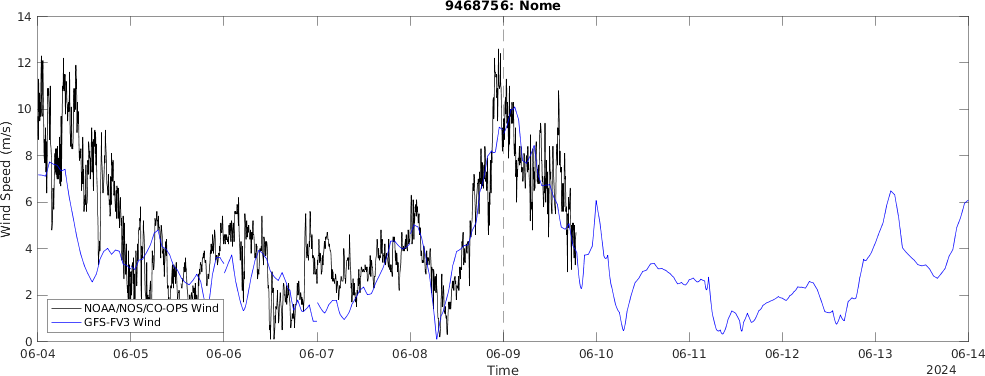 9468756: Nome
Wind Speed (m/s)
14
12
10
8
6
4
2
0
NOAA/NOS/CO-OPS Wind
GFS-FV3 Wind
06-04 06-05 06-06 06-07 06-08 06-09 06-10 06-11 06-12 06-13 06-14
Time
2024